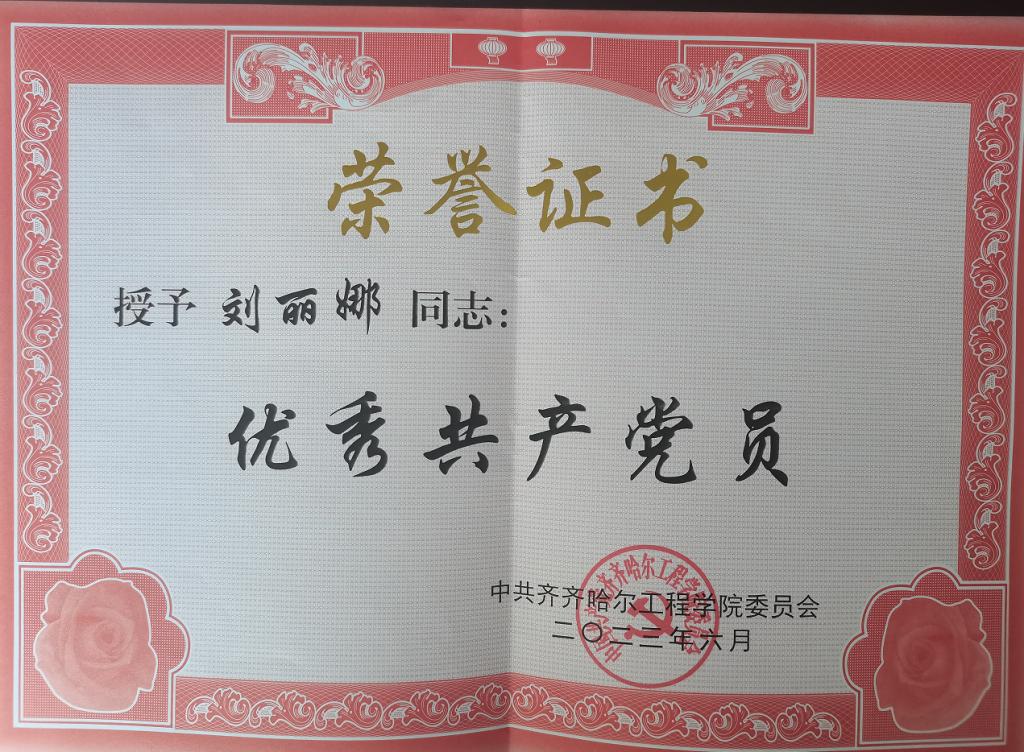 荣誉证书
授予 刘丽娜 同志：
优秀共产党员
中共齐齐哈尔工程学院委员会
二〇二三年六月